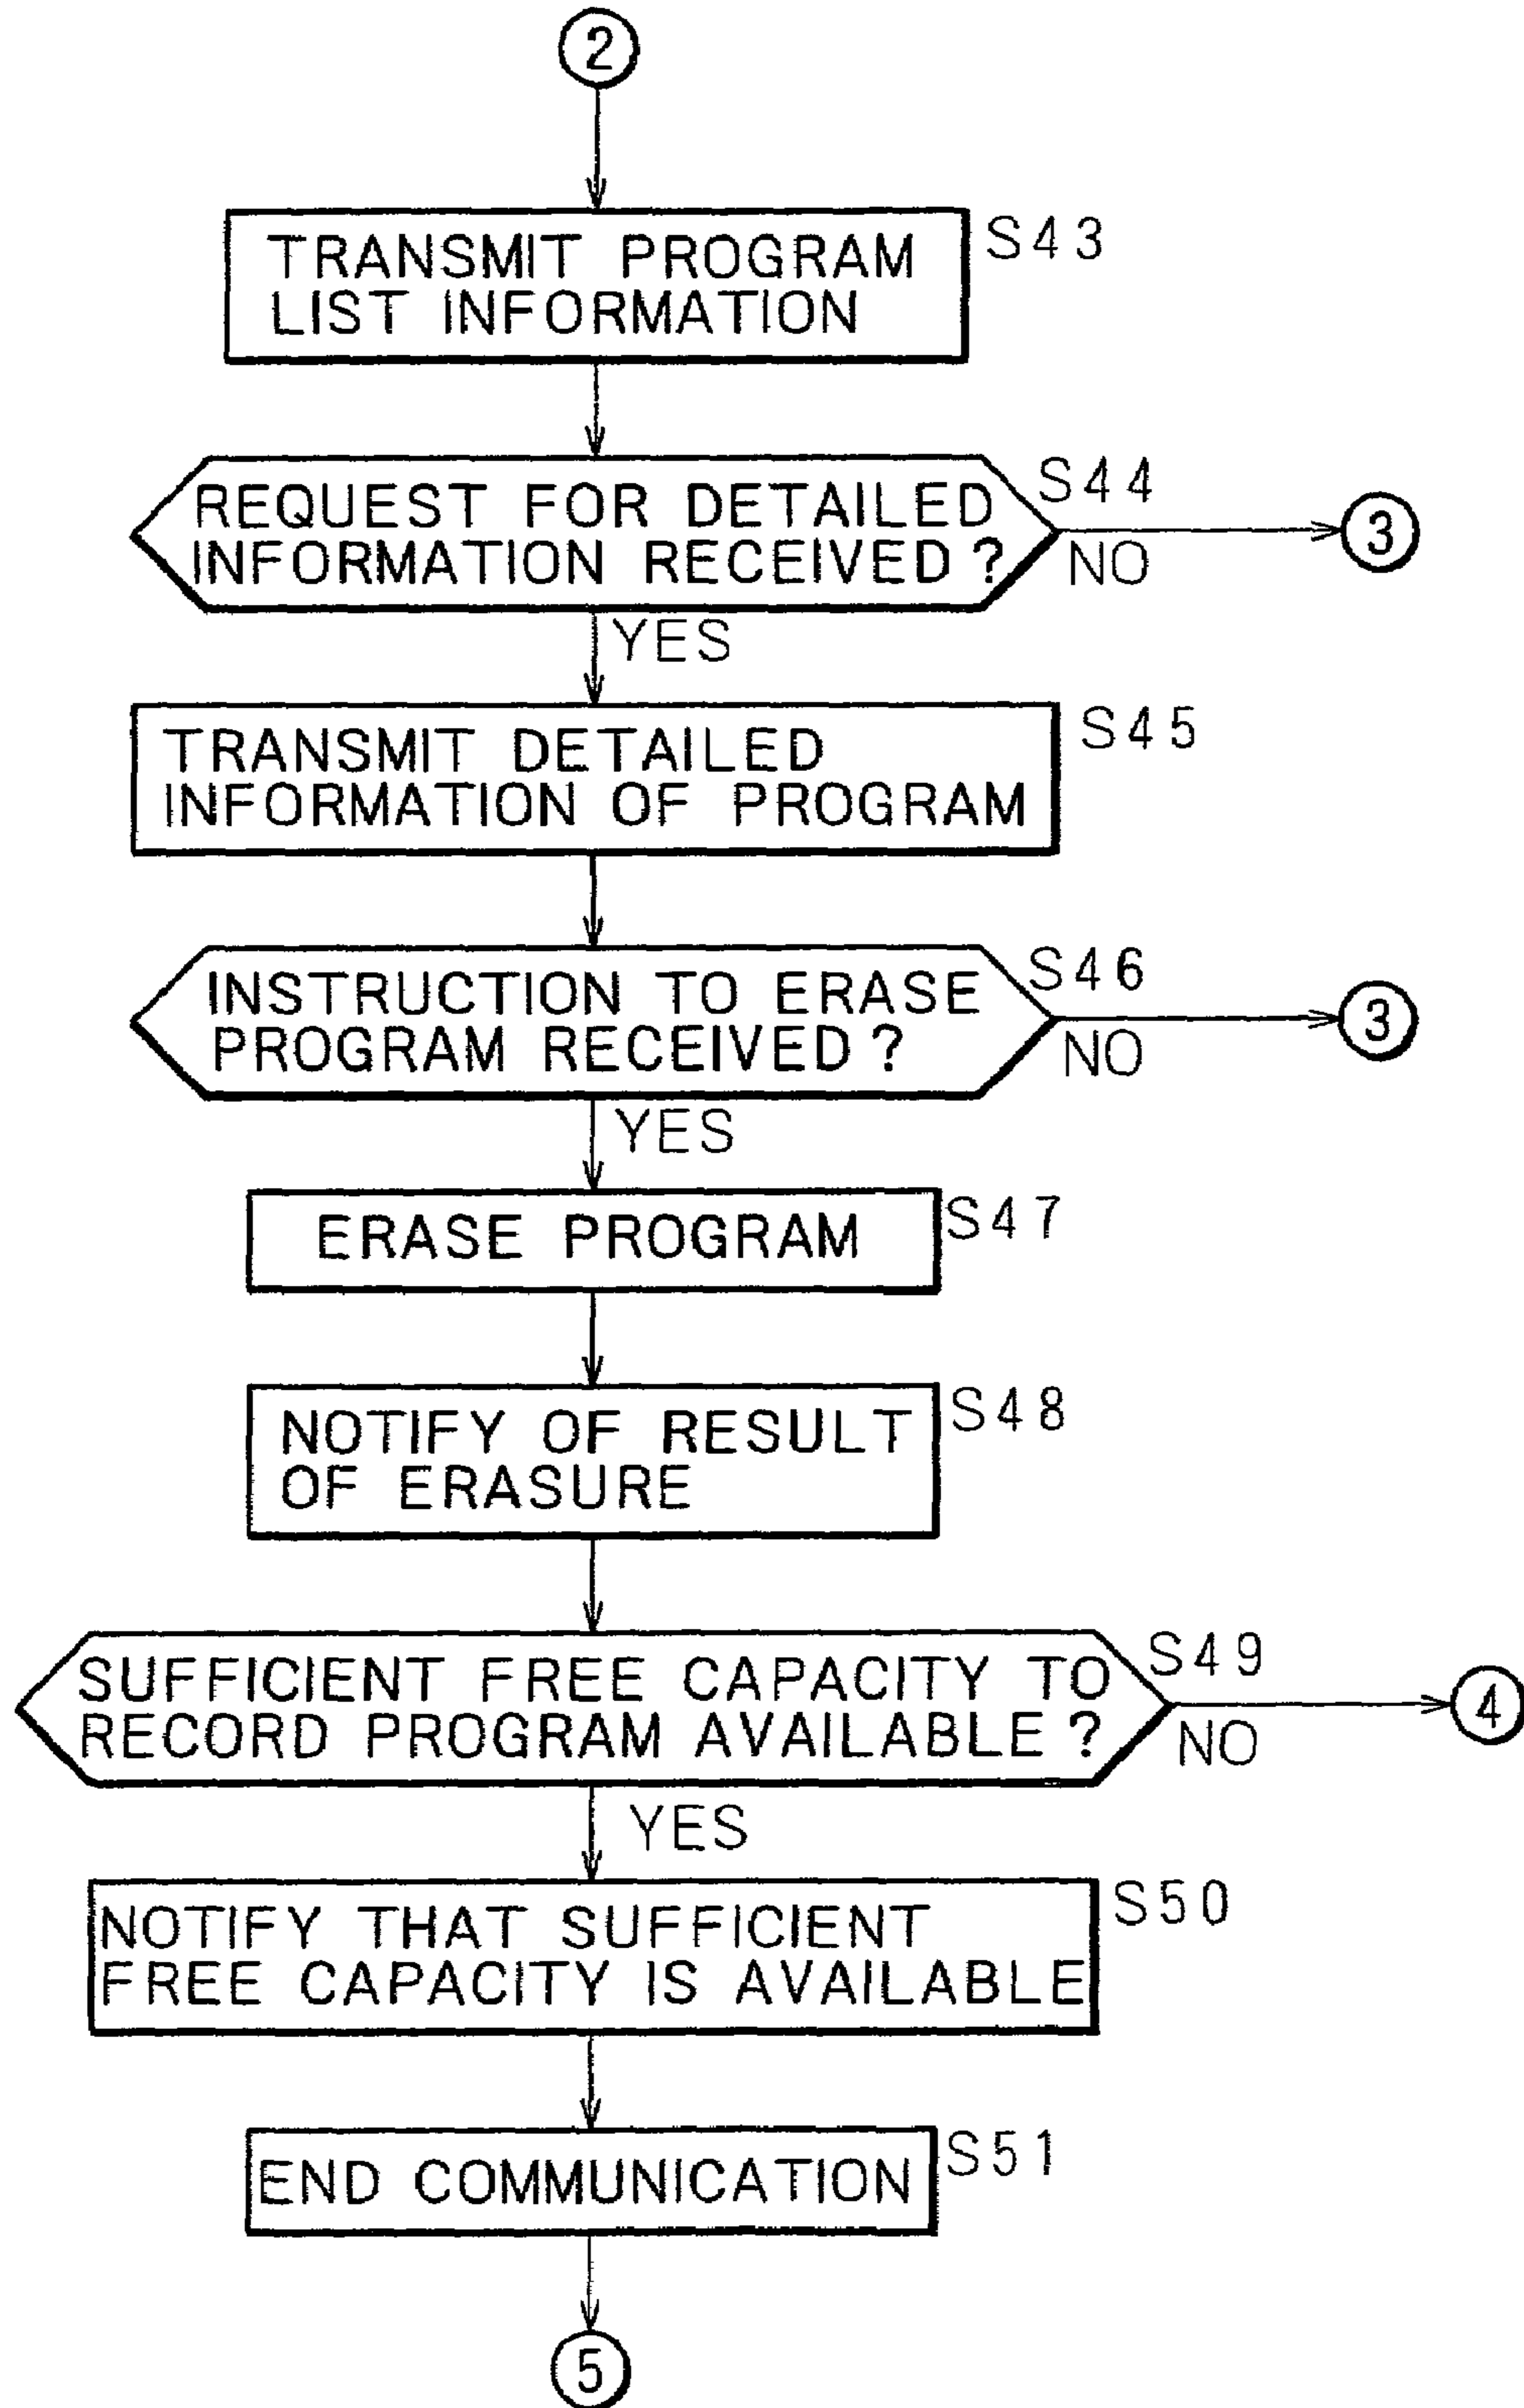 2
TRANSMIT PROGRAM
LIST INFORMATION
S43
REQUEST FOR DETAILED
INFORMATION RECEIVED?
S44
NO
3
YES
TRANSMIT DETAILED
INFORMATION OF PROGRAM
S45
INSTRUCTION TO ERASE
PROGRAM RECEIVED?
S46
NO
3
YES
ERASE PROGRAM
S47
NOTIFY OF RESULT
OF ERASURE
S48
SUFFICIENT FREE CAPACITY TO
RECORD PROGRAM AVAILABLE?
S49
NO
4
YES
NOTIFY THAT SUFFICIENT
FREE CAPACITY IS AVAILABLE
S50
END COMMUNICATION
S51
5